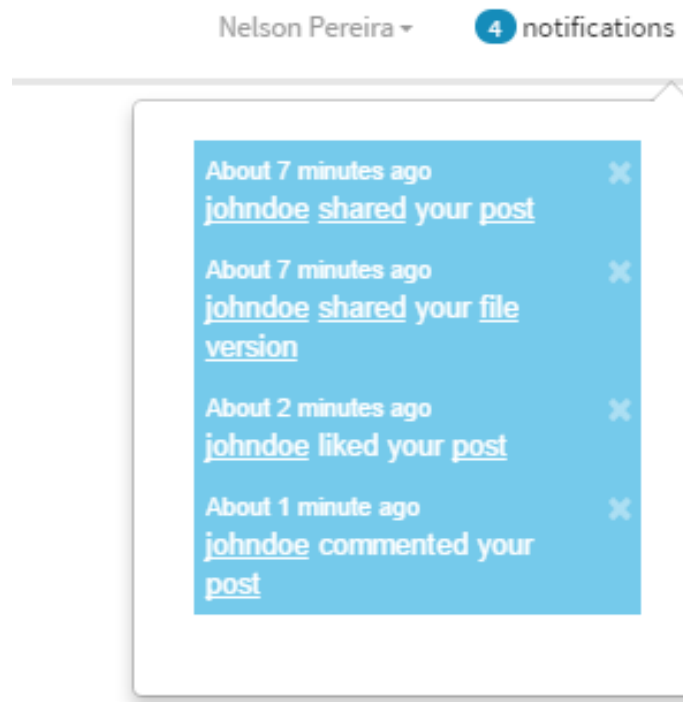 Nelson Pereira
4 notifications
About 7 minutes ago
johndoe shared your post
About 7 minutes ago
johndoe shared your file
version
About 2 minutes ago
johndoe liked your post
About 1 minute ago
johndoe commented your
post